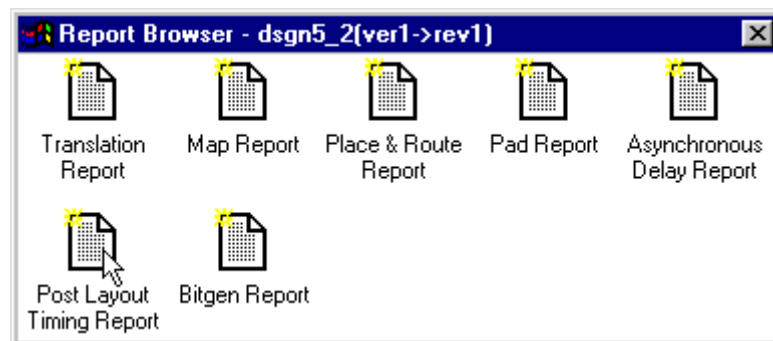 Report Browser - dsgn5_2(ver1->rev1)
Translation
Report
Map Report
Place & Route
Report
Pad Report
Asynchronous
Delay Report
Post Layout
Timing Report
Bitgen Report